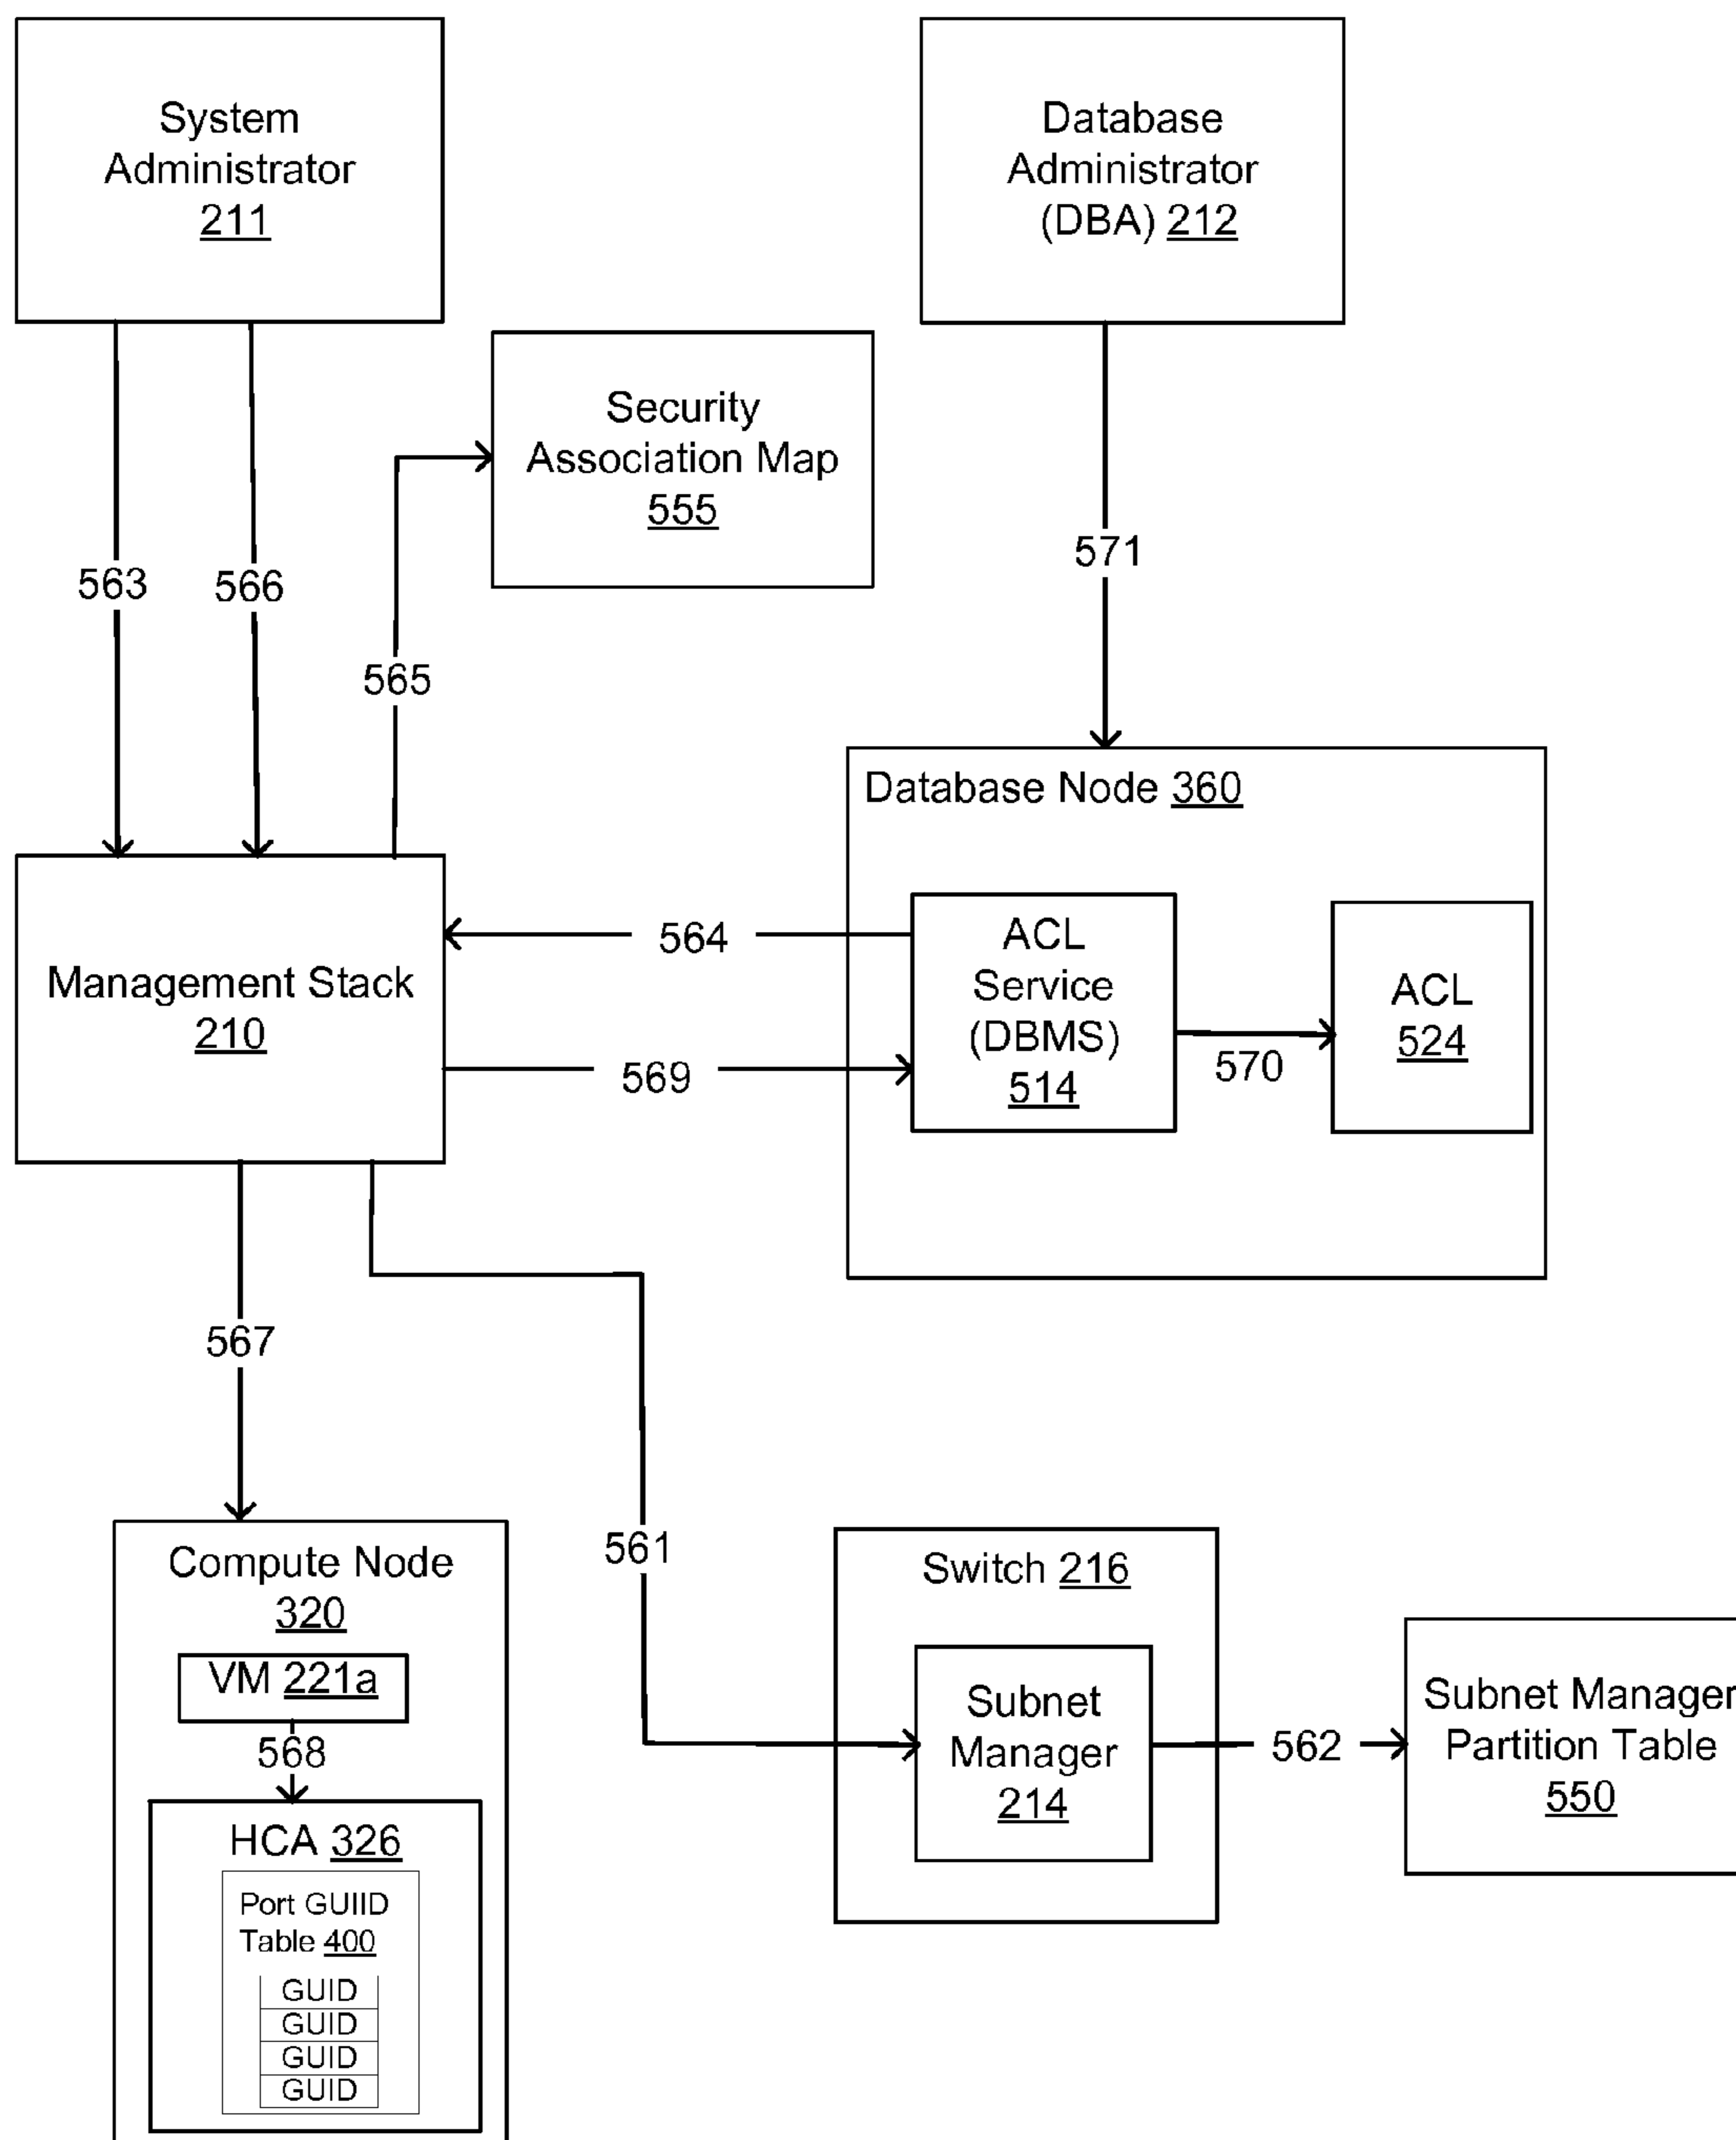 System
Administrator
211
Database
Administrator
(DBA) 212
Security
Association Map
555
563
566
565
571
Database Node 360
Management Stack
210
564
569
ACL
Service
(DBMS)
514
570
ACL
524
567
561
Compute Node
320
VM 221a
568
HCA 326
Port GUIID
Table 400
GUID
GUID
GUID
GUID
Switch 216
Subnet
Manager
214
562
Subnet Manager
Partition Table
550